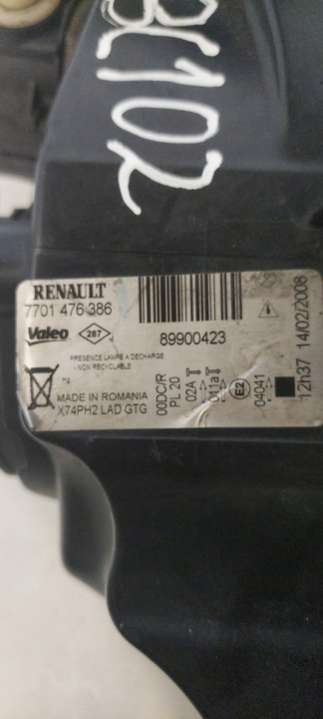 BC102
RENAULT
7701 476 386
Valeo 267
89900423
PRESENCE LAMPE A DECHARGE
- NON RECYCLABLE
MADE IN ROMANIA
X74PH2 LAD GTG
00DC/R
PL 20
02A
E2
04041
12h37 14/02/2008